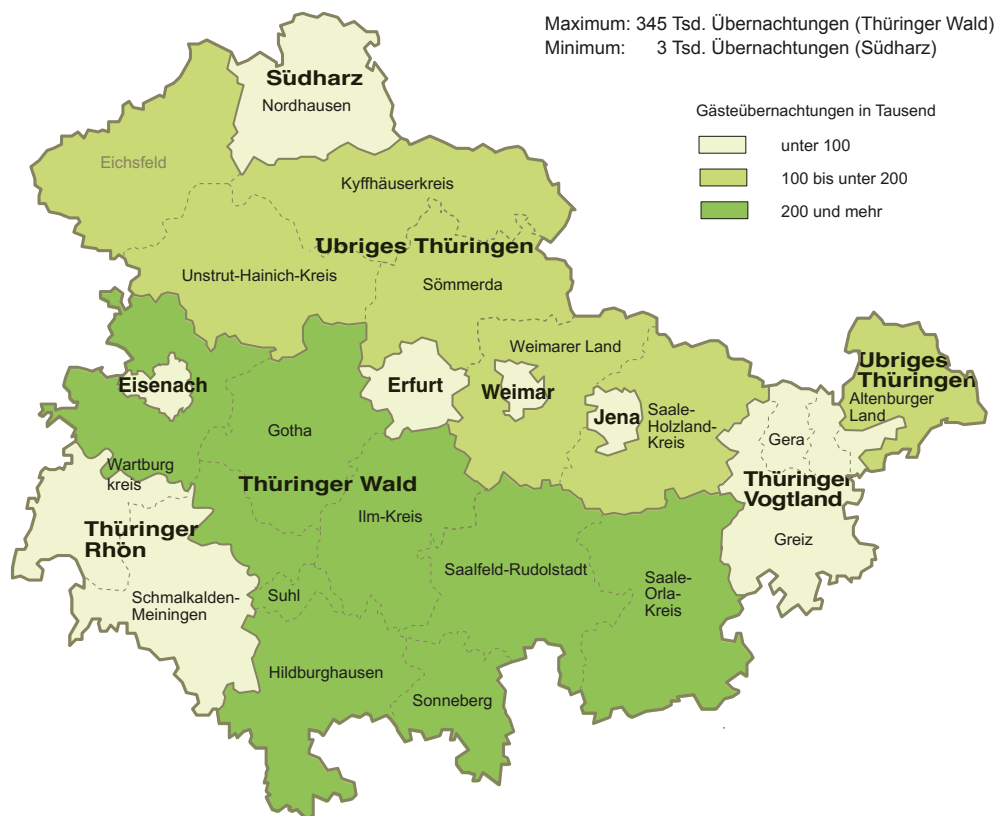 Maximum: 345 Tsd. Übernachtungen (Thüringer Wald)
Minimum: 3 Tsd. Übernachtungen (Südharz)
Gästeübernachtungen in Tausend
unter 100
100 bis unter 200
200 und mehr
Südharz
Nordhausen
Eichsfeld
Kyffhäuserkreis
Übriges Thüringen
Unstrut-Hainich-Kreis
Sömmerda
Weimarer Land
Eisenach
Erfurt
Weimar
Jena
Saale-
Holzland-
Kreis
Übriges
Thüringen
Altenburger
Land
Gotha
Gera
Wartburg
kreis
Thüringer Wald
Thüringer
Vogtland
Ilm-Kreis
Thüringer
Rhön
Greiz
Saalfeld-Rudolstadt
Saale-
Orla-
Kreis
Schmalkalden-
Meiningen
Suhl
Hildburghausen
Sonneberg